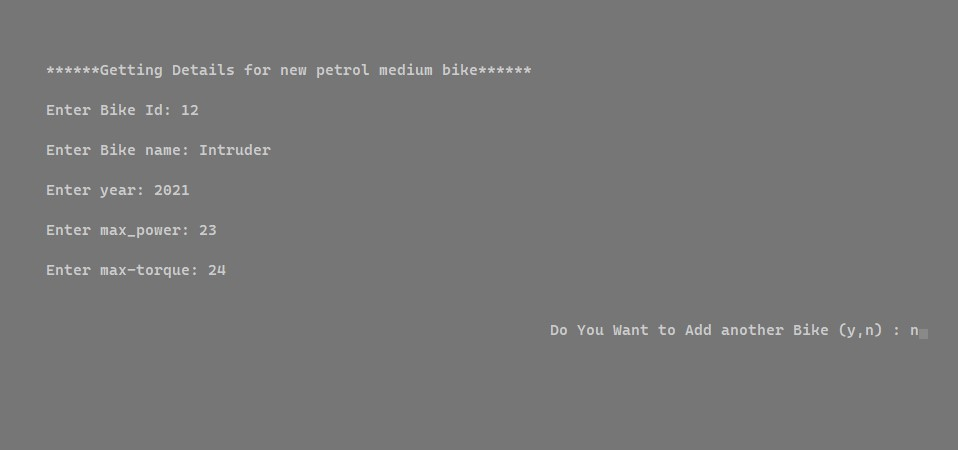 ******Getting Details for new petrol medium bike******
Enter Bike Id: 12
Enter Bike name: Intruder
Enter year: 2021
Enter max_power: 23
Enter max-torque: 24
Do You Want to Add another Bike (y,n) : n